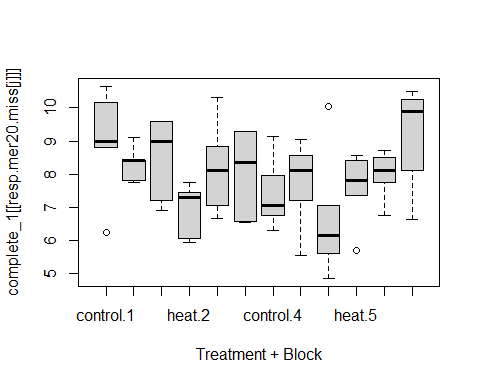 complete_1[[resp.mer20.miss[j]]]
10
9
8
7
6
5
control.1 heat.2 control.4 heat.5
Treatment + Block